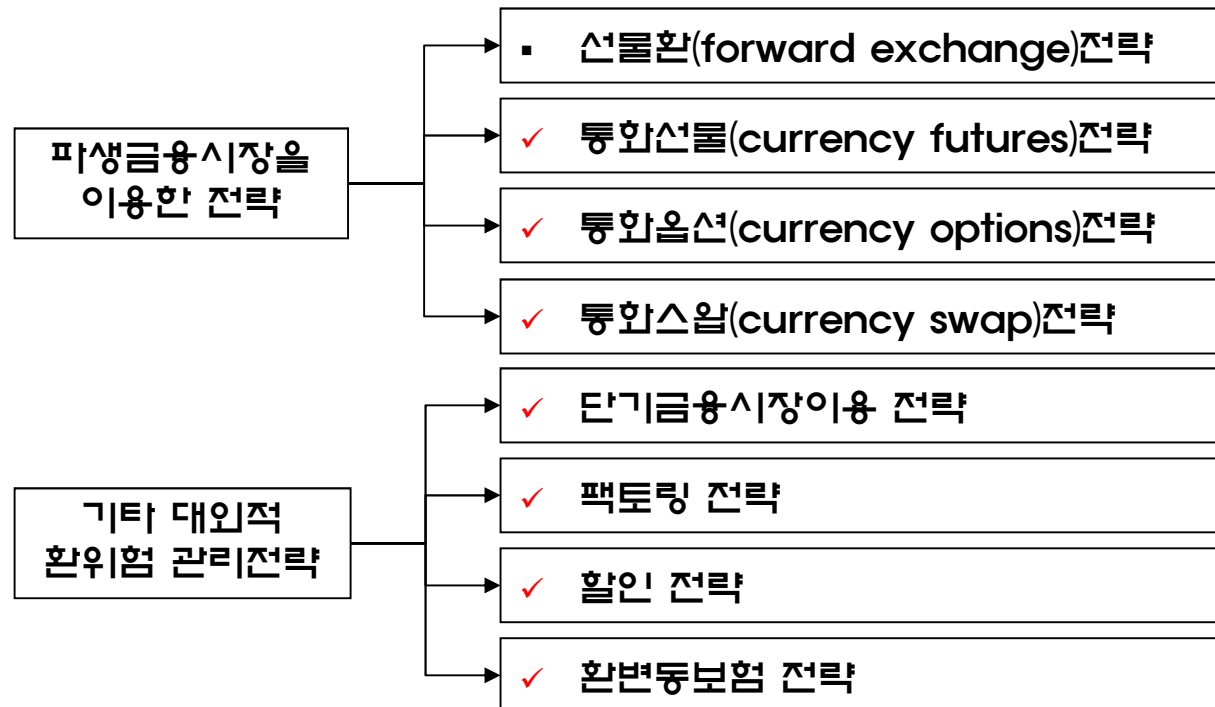 ▪ 선물환(forward exchange)전략
파생금융시장을
이용한 전략
✓ 통화선물(currency futures)전략
✓ 통화옵션(currency options)전략
✓ 통화스왑(currency swap)전략
기타 대외적
환위험 관리전략
✓ 단기금융시장이용 전략
✓ 팩토링 전략
✓ 할인 전략
✓ 환변동보험 전략